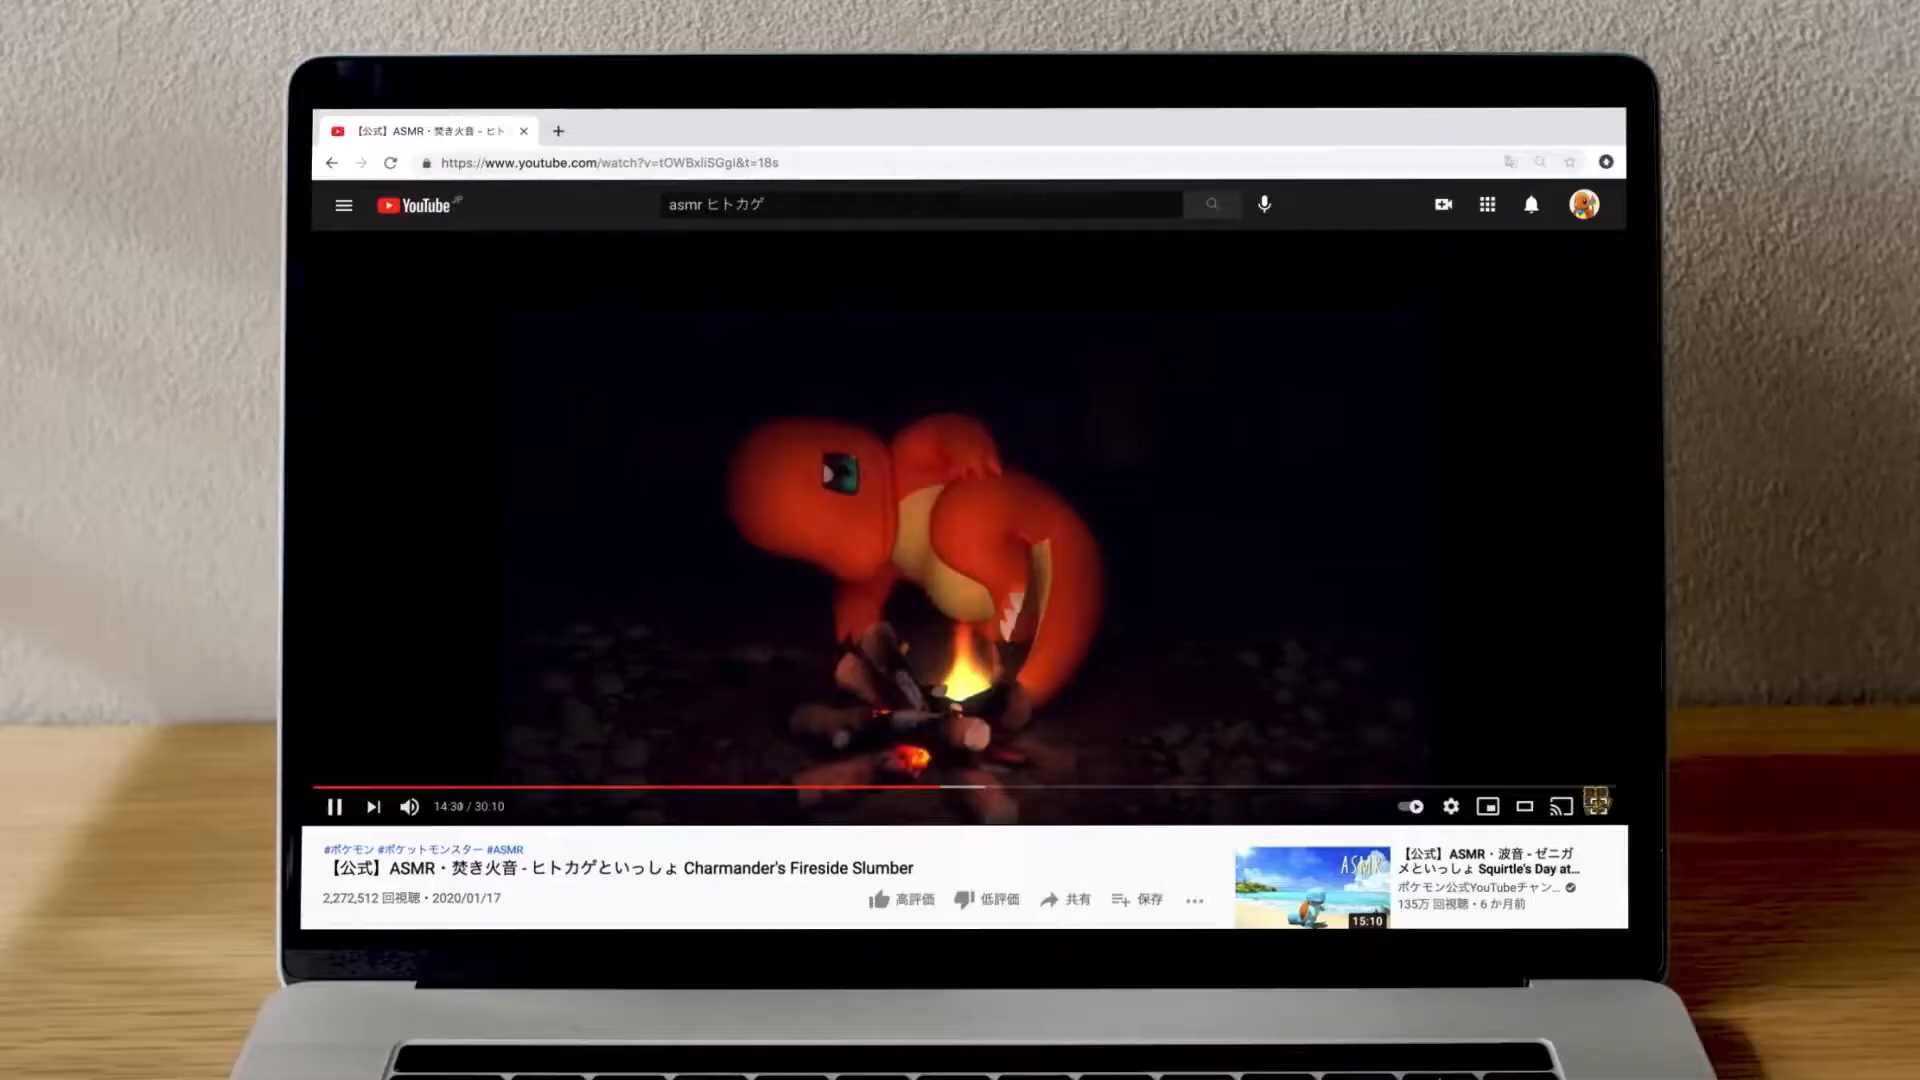 【公式】ASMR・焚き火音 - ヒト
https://www.youtube.com/watch?v=tOWBxliSGgI&t=18s
YouTube JP
asmr ヒトカゲ
14:30 / 30:10
#ポケモン #ポケットモンスター #ASMR
【公式】ASMR・焚き火音 - ヒトカゲといっしょ Charmander's Fireside Slumber
2,272,512 回視聴・2020/01/17
高評価 低評価 共有 保存
ASMR
15:10
【公式】ASMR・波音 - ゼニガ
メといっしょ Squirtle's Day at...
ポケモン公式YouTubeチャン...
135万 回視聴・6 か月前